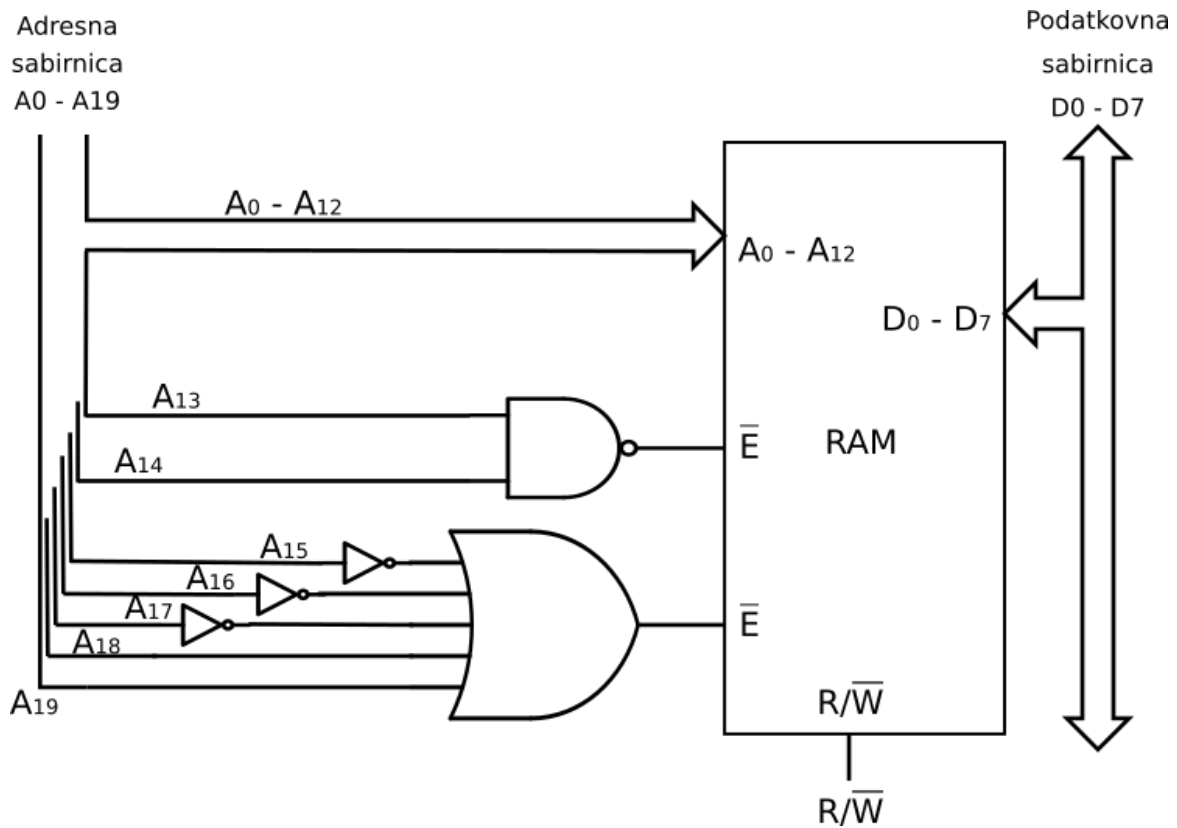 Adresna
sabirnica
A0 - A19
Podatkovna
sabirnica
D0 - D7
A0 - A12
A0 - A12
D0 - D7
A13
A14
E̅
RAM
A15
A16
A17
A18
A19
E̅
R/W̅
R/W̅